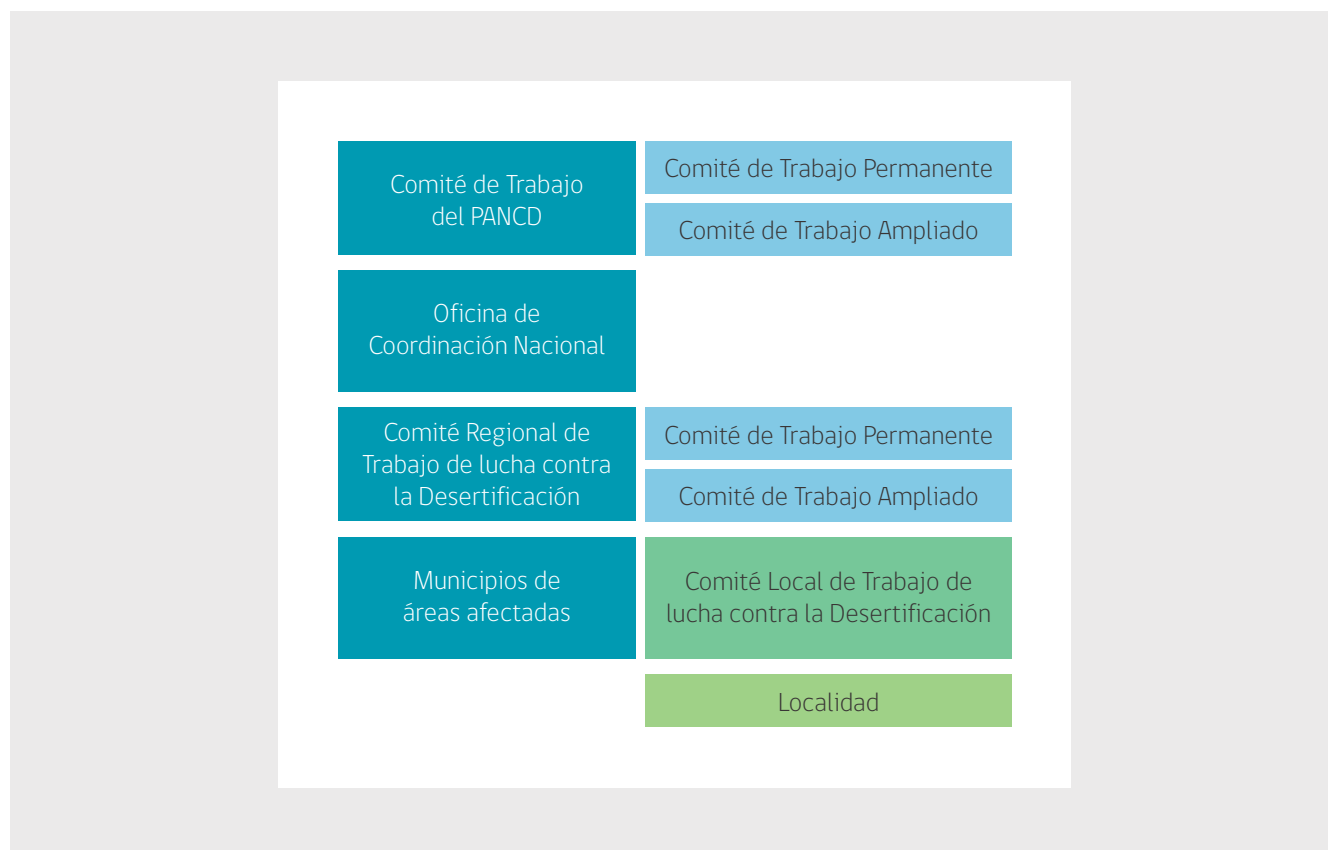 Comité de Trabajo
del PANCD
Comité de Trabajo Permanente
Comité de Trabajo Ampliado
Oficina de
Coordinación Nacional
Comité Regional de
Trabajo de lucha contra
la Desertificación
Comité de Trabajo Permanente
Comité de Trabajo Ampliado
Municipios de
áreas afectadas
Comité Local de Trabajo de
lucha contra la Desertificación
Localidad